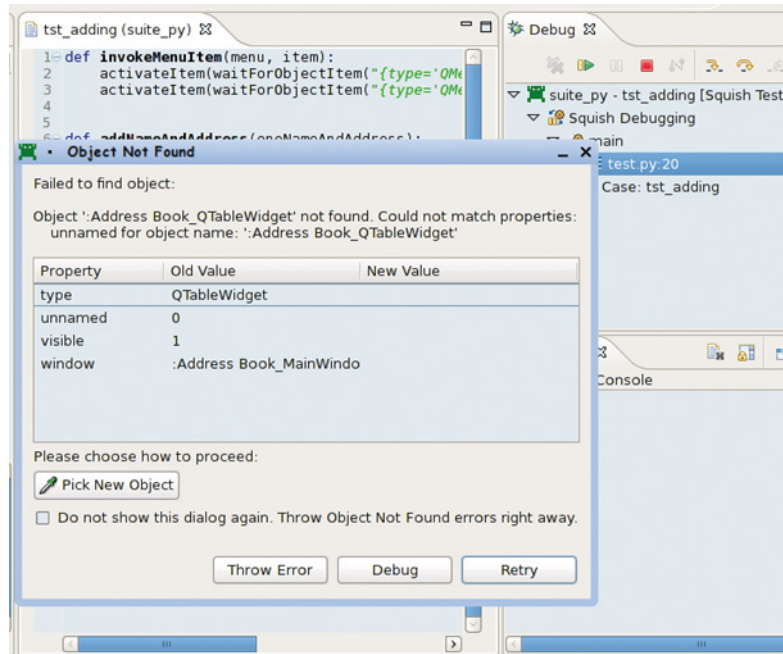 tst_adding (suite_py)
1 def invokeMenuItem(menu, item):
2 activateItem(waitForObjectItem("{type='QMe
3 activateItem(waitForObjectItem("{type='QMe
4
5
6 def addNameAndAddress(oneNameAndAddress):
Object Not Found
Failed to find object:
Object ':Address Book_QTableWidget' not found. Could not match properties:
unnamed for object name: ':Address Book_QTableWidget'
Property Old Value New Value
type QTableWidget
unnamed 0
visible 1
window :Address Book_MainWindo
Please choose how to proceed:
Pick New Object
Do not show this dialog again. Throw Object Not Found errors right away.
Throw Error Debug Retry
Debug
suite_py - tst_adding [Squish Test
Squish Debugging
main
test.py:20
Case: tst_adding
Console